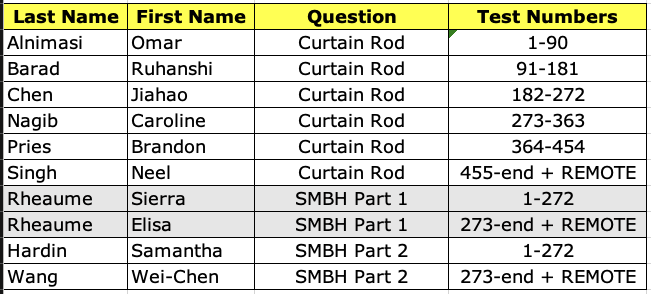 Last Name First Name Question Test Numbers
Alnimasi Omar Curtain Rod 1-90
Barad Ruhanshi Curtain Rod 91-181
Chen Jiahao Curtain Rod 182-272
Nagib Caroline Curtain Rod 273-363
Pries Brandon Curtain Rod 364-454
Singh Neel Curtain Rod 455-end + REMOTE
Rheaume Sierra SMBH Part 1 1-272
Rheaume Elisa SMBH Part 1 273-end + REMOTE
Hardin Samantha SMBH Part 2 1-272
Wang Wei-Chen SMBH Part 2 273-end + REMOTE